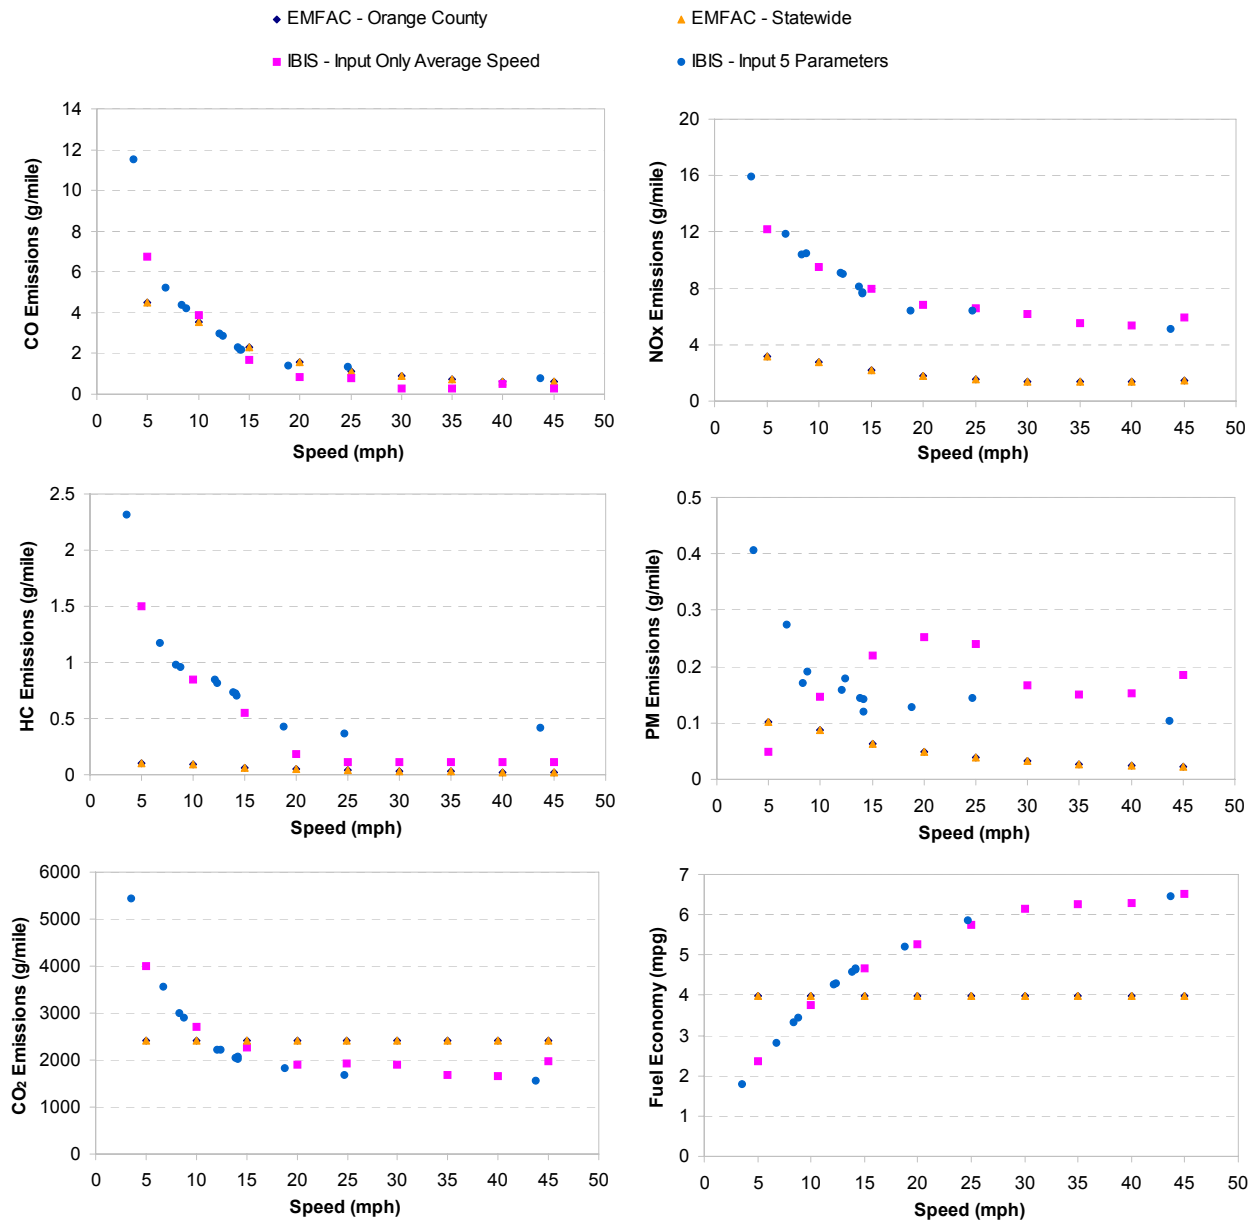 EMFAC - Orange County
EMFAC - Statewide
IBIS - Input Only Average Speed
IBIS - Input 5 Parameters
CO Emissions (g/mile)
14
12
10
8
6
4
2
0
0 5 10 15 20 25 30 35 40 45 50
Speed (mph)
NOx Emissions (g/mile)
20
16
12
8
4
0
0 5 10 15 20 25 30 35 40 45 50
Speed (mph)
HC Emissions (g/mile)
2.5
2
1.5
1
0.5
0
0 5 10 15 20 25 30 35 40 45 50
Speed (mph)
PM Emissions (g/mile)
0.5
0.4
0.3
0.2
0.1
0
0 5 10 15 20 25 30 35 40 45 50
Speed (mph)
CO₂ Emissions (g/mile)
6000
5000
4000
3000
2000
1000
0
0 5 10 15 20 25 30 35 40 45 50
Speed (mph)
Fuel Economy (mpg)
7
6
5
4
3
2
1
0
0 5 10 15 20 25 30 35 40 45 50
Speed (mph)